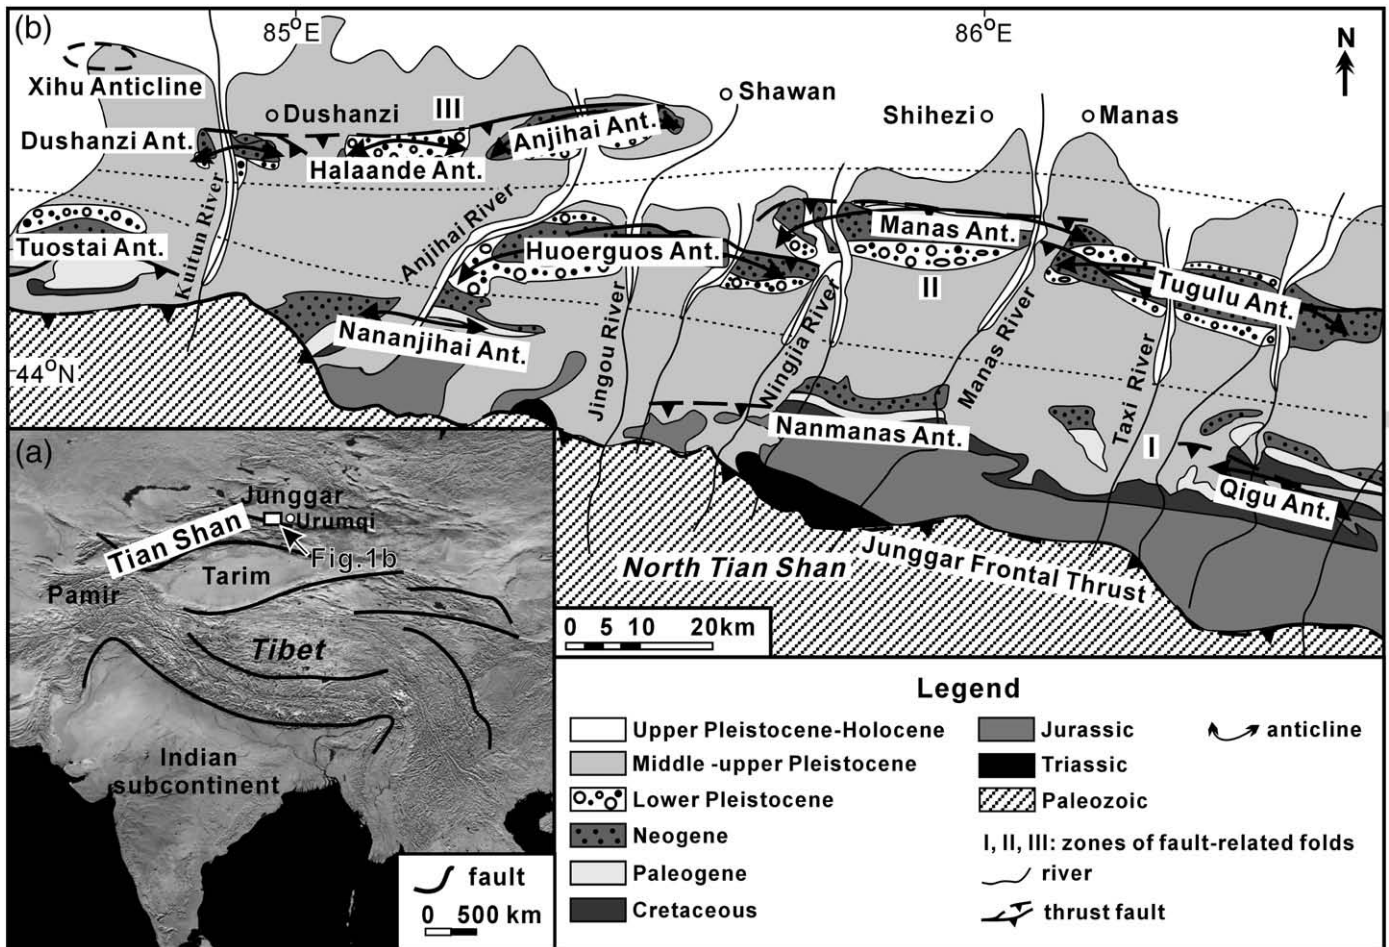 (b)
85°E
86°E
N
Xihu Anticline
Dushanzi
III
Shawan
Shihezi
Manas
Dushanzi Ant.
Anjihai Ant.
Halaande Ant.
Kuitun River
Anjihai River
Tuostai Ant.
Huoerguos Ant.
Manas Ant.
II
Tugulu Ant.
Nananjihai Ant.
Jingou River
Ningjia River
Manas River
Taxi River
44°N
Nanmanas Ant.
I
Qigu Ant.
North Tian Shan
Junggar Frontal Thrust
0 5 10 20km
(a)
Junggar
Urumqi
Tian Shan
Fig.1b
Tarim
Pamir
Tibet
Indian
subcontinent
fault
0 500 km
Legend
Upper Pleistocene-Holocene
Middle -upper Pleistocene
Lower Pleistocene
Neogene
Paleogene
Cretaceous
Jurassic
Triassic
Paleozoic
anticline
I, II, III: zones of fault-related folds
river
thrust fault